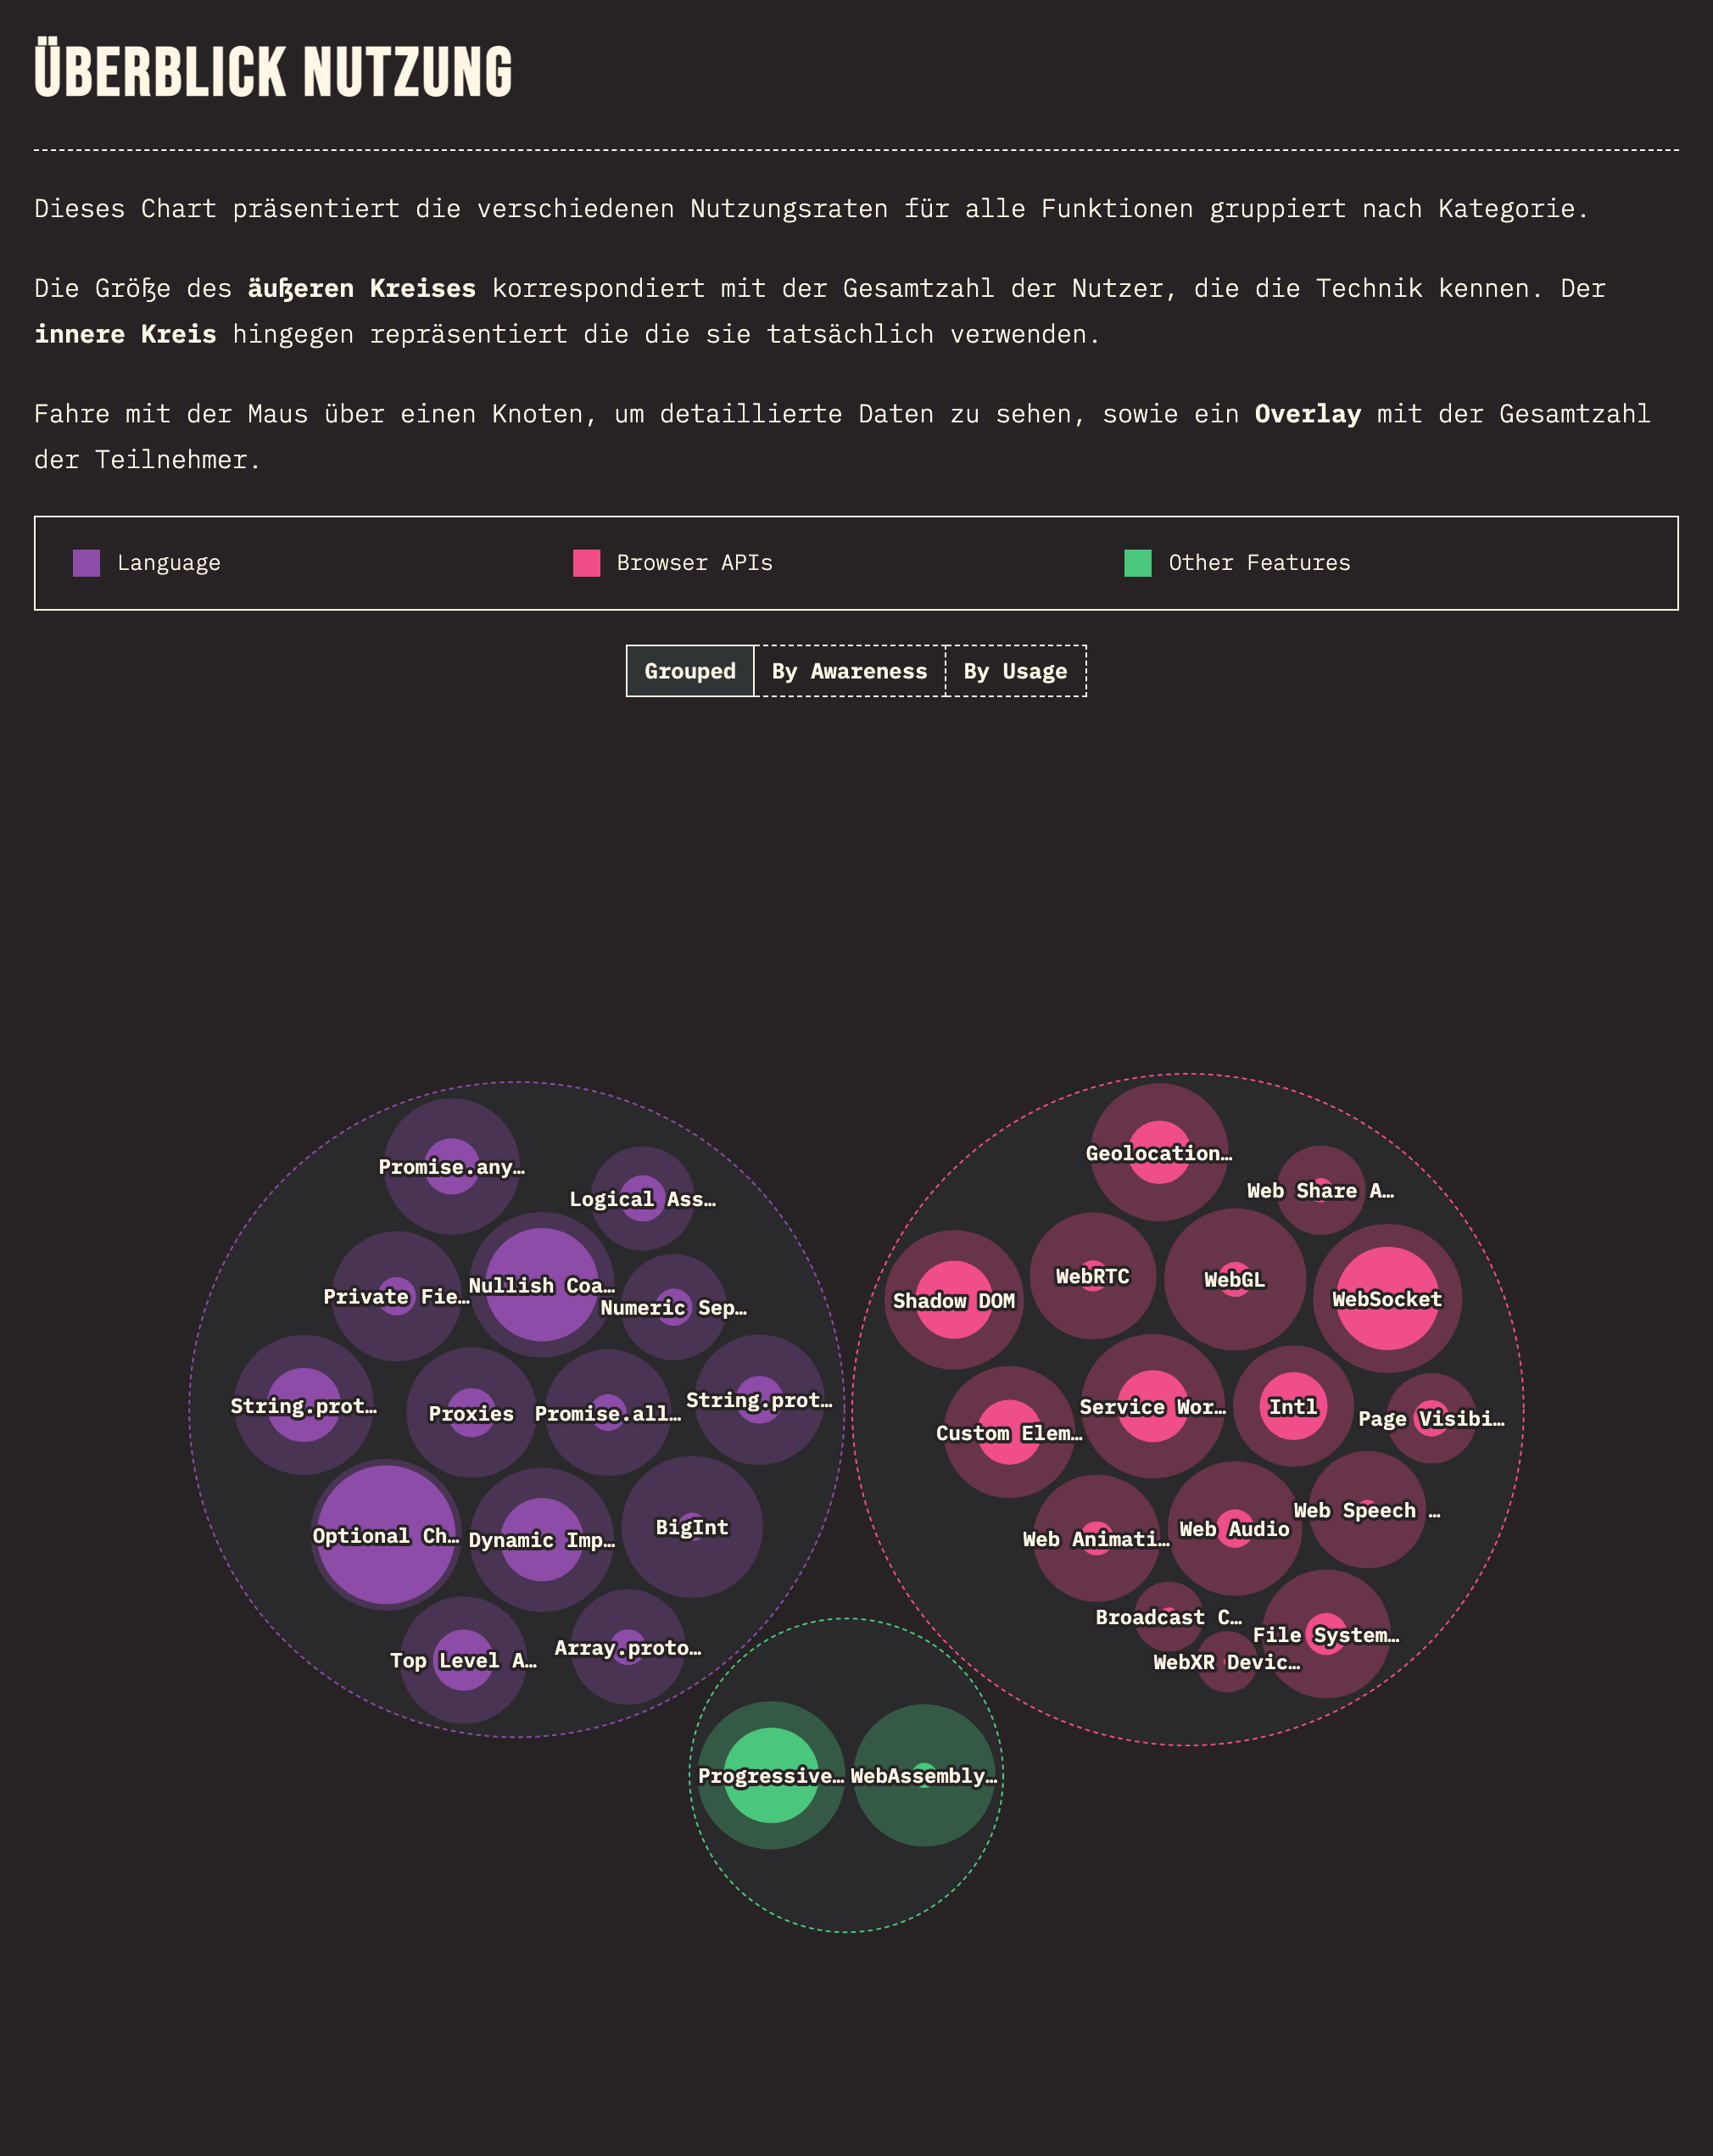 ÜBERBLICK NUTZUNG
Dieses Chart präsentiert die verschiedenen Nutzungsraten für alle Funktionen gruppiert nach Kategorie.
Die Größe des äußeren Kreises korrespondiert mit der Gesamtzahl der Nutzer, die die Technik kennen. Der
innere Kreis hingegen repräsentiert die die sie tatsächlich verwenden.
Fahre mit der Maus über einen Knoten, um detaillierte Daten zu sehen, sowie ein Overlay mit der Gesamtzahl
der Teilnehmer.
Language
Browser APIs
Other Features
Grouped
By Awareness
By Usage
Promise.any…
Logical Ass…
Private Fie…
Nullish Coa…
Numeric Sep…
String.prot…
Proxies
Promise.all…
String.prot…
Optional Ch…
Dynamic Imp…
BigInt
Top Level A…
Array.proto…
Geolocation…
Web Share A…
Shadow DOM
WebRTC
WebGL
WebSocket
Custom Elem…
Service Wor…
Intl
Page Visibi…
Web Animati…
Web Audio
Web Speech …
Broadcast C…
File System…
WebXR Devic…
Progressive…
WebAssembly…